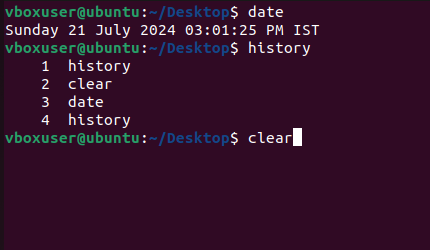 vboxuser@ubuntu:~/Desktop$ date
Sunday 21 July 2024 03:01:25 PM IST
vboxuser@ubuntu:~/Desktop$ history
    1  history
    2  clear
    3  date
    4  history
vboxuser@ubuntu:~/Desktop$ clear